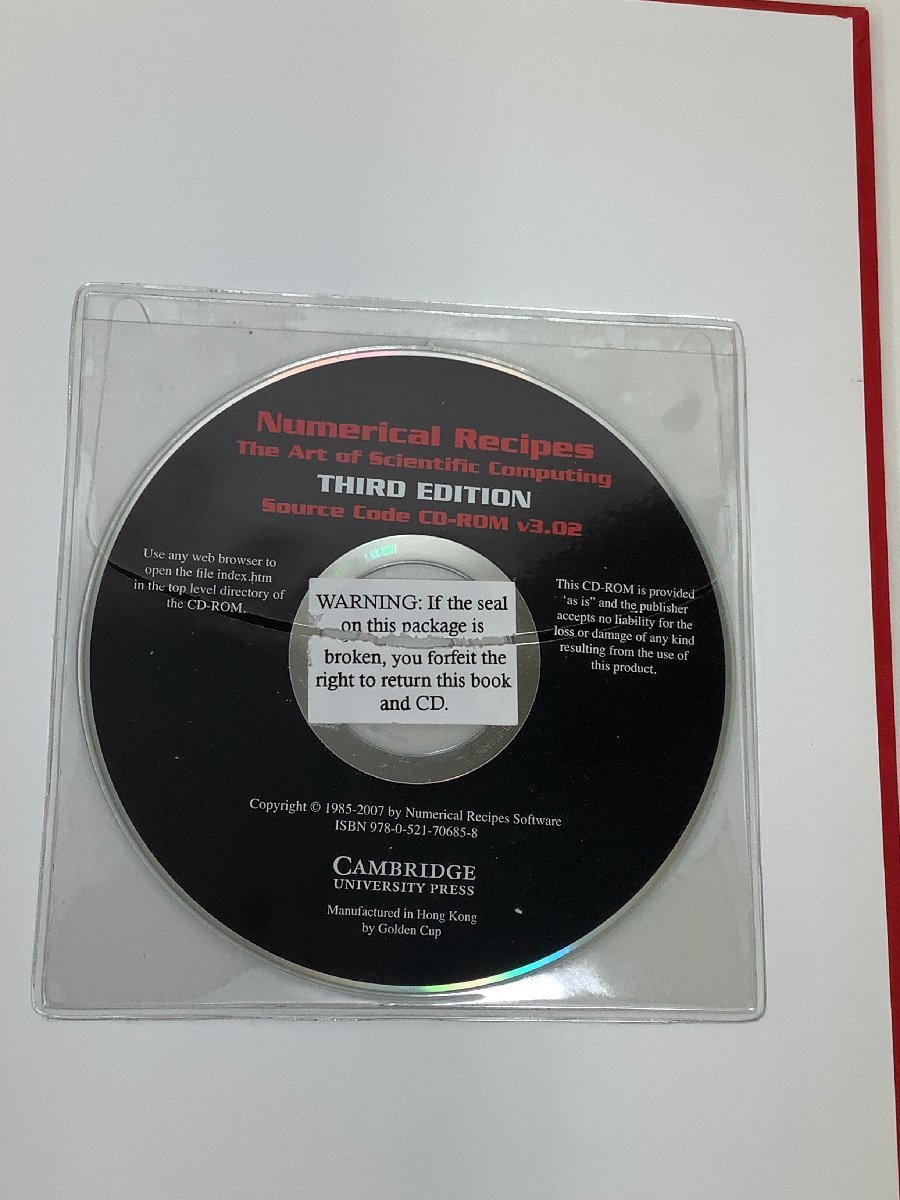 Numerical Recipes
The Art of Scientific Computing
THIRD EDITION
Source Code CD-ROM v3.02
Use any web browser to
open the file index.htm
in the top level directory of
the CD-ROM.
WARNING: If the seal
on this package is
broken, you forfeit the
right to return this book
and CD.
This CD-ROM is provided
‘as is” and the publisher
accepts no liability for the
loss or damage of any kind
resulting from the use of
this product.
Copyright © 1985-2007 by Numerical Recipes Software
ISBN 978-0-521-70685-8
CAMBRIDGE
UNIVERSITY PRESS
Manufactured in Hong Kong
by Golden Cup